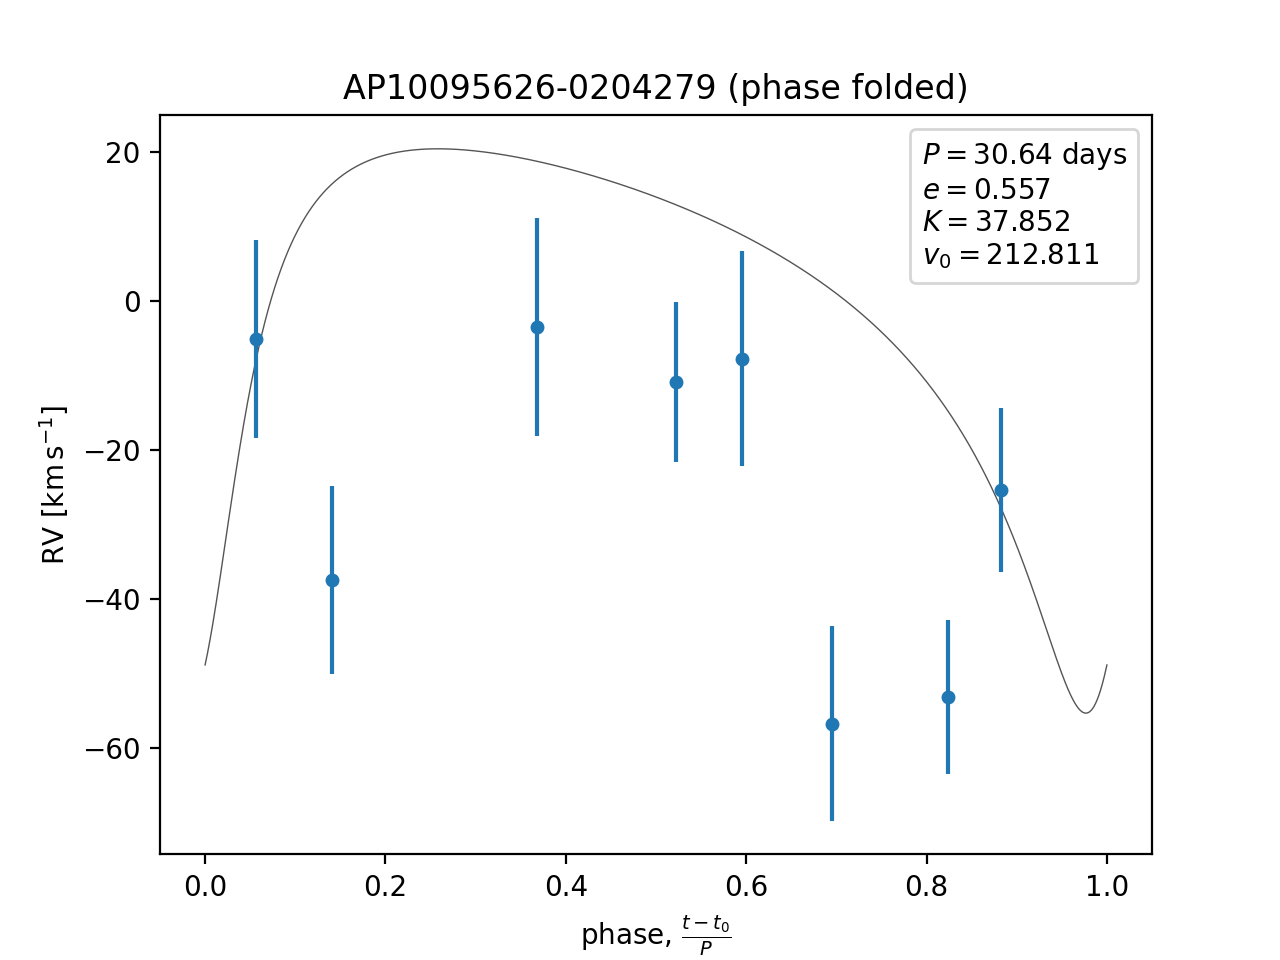 AP10095626-0204279 (phase folded)
P = 30.64 days
e = 0.557
K = 37.852
v₀ = 212.811
20
0
−20
−40
−60
RV [km s⁻¹]
0.0 0.2 0.4 0.6 0.8 1.0
phase, (t − t₀)/P